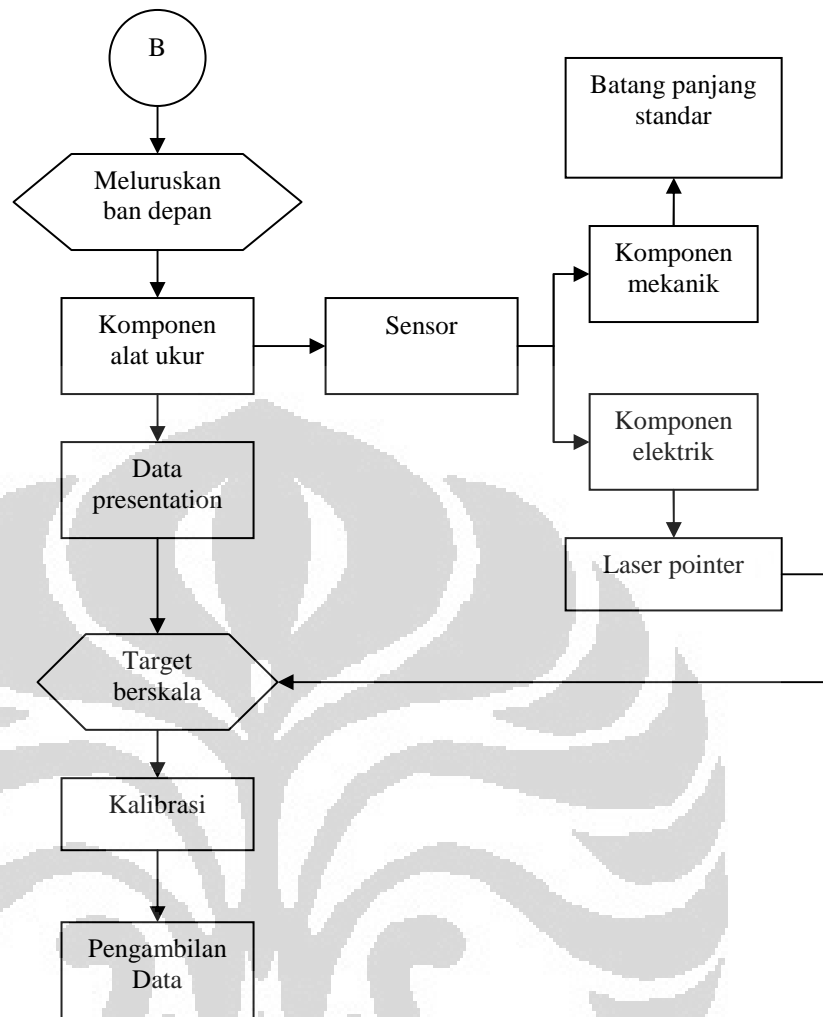 B
Meluruskan
ban depan
Komponen
alat ukur
Data
presentation
Target
berskala
Kalibrasi
Pengambilan
Data
Sensor
Batang panjang
standar
Komponen
mekanik
Komponen
elektrik
Laser pointer